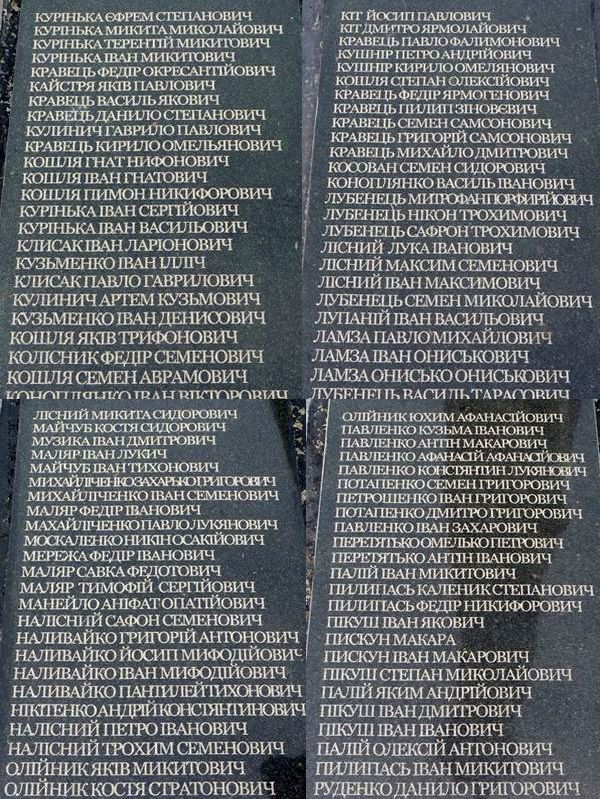 КУРІНЬКА ЄФРЕМ СТЕПАНОВИЧ
КУРІНЬКА МИКИТА МИКОЛАЙОВИЧ
КУРІНЬКА ТЕРЕНТІЙ МИКИТОВИЧ
КУРІНЬКА ІВАН МИКИТОВИЧ
КРАВЕЦЬ ФЕДІР ОКРЕСАНТІЙОВИЧ
КАЙСТРЯ ЯКІВ ПАВЛОВИЧ
КРАВЕЦЬ ВАСИЛЬ ЯКОВИЧ
КРАВЕЦЬ ДАНИЛО СТЕПАНОВИЧ
КУЛИНИЧ ГАВРИЛО ПАВЛОВИЧ
КРАВЕЦЬ КИРИЛО ОМЕЛЬЯНОВИЧ
КОШЛЯ ГНАТ НИФОНОВИЧ
КОШЛЯ ІВАН ГНАТОВИЧ
КОШЛЯ ПИМОН НИКИФОРОВИЧ
КУРІНЬКА ІВАН СЕРГІЙОВИЧ
КУРІНЬКА ІВАН ВАСИЛЬОВИЧ
КЛИСАК ІВАН ЛАРІОНОВИЧ
КУЗЬМЕНКО ІВАН ІЛЛІЧ
КЛИСАК ПАВЛО ГАВРИЛОВИЧ
КУЛИНИЧ АРТЕМ КУЗЬМОВИЧ
КУЗЬМЕНКО ІВАН ДЕНИСОВИЧ
КОШЛЯ ЯКІВ ТРИФОНОВИЧ
КОЛІСНИК ФЕДІР СЕМЕНОВИЧ
КОШЛЯ СЕМЕН АВРАМОВИЧ
КОНОПЛЯНКО ІВАН ВІКТОРОВИЧ
КІТ ЙОСИП ПАВЛОВИЧ
КІТ ДМИТРО ЯРМОЛАЙОВИЧ
КРАВЕЦЬ ПАВЛО ФАЛИМОНОВИЧ
КУШНІР ПЕТРО АНДРІЙОВИЧ
КУШНІР КИРИЛО ОМЕЛЯНОВИЧ
КОШЛЯ СТЕПАН ОЛЕКСІЙОВИЧ
КРАВЕЦЬ ФЕДІР ЯРМОГЕНОВИЧ
КРАВЕЦЬ ПИЛИП ЗІНОВЄВИЧ
КРАВЕЦЬ СЕМЕН САМСОНОВИЧ
КРАВЕЦЬ ГРИГОРІЙ САМСОНОВИЧ
КРАВЕЦЬ МИХАЙЛО ДМИТРОВИЧ
КОСОВАН СЕМЕН СИДОРОВИЧ
КОНОПЛЯНКО ВАСИЛЬ ІВАНОВИЧ
ЛУБЕНЕЦЬ МИТРОФАН ПОРФИРІЙОВИЧ
ЛУБЕНЕЦЬ НІКОН ТРОХИМОВИЧ
ЛУБЕНЕЦЬ САФРОН ТРОХИМОВИЧ
ЛІСНИЙ ЛУКА ІВАНОВИЧ
ЛІСНИЙ МАКСИМ СЕМЕНОВИЧ
ЛІСНИЙ ІВАН МАКСИМОВИЧ
ЛУБЕНЕЦЬ СЕМЕН МИКОЛАЙОВИЧ
ЛУПАНІЙ ІВАН ВАСИЛЬОВИЧ
ЛАМЗА ПАВЛО МИХАЙЛОВИЧ
ЛАМЗА ІВАН ОНИСЬКОВИЧ
ЛАМЗА ОНИСЬКО ОНИСЬКОВИЧ
ЛУБЕНЕЦЬ ВАСИЛЬ ТАРАСОВИЧ
ЛІСНИЙ МИКИТА СИДОРОВИЧ
МАЙЧУБ КОСТЯ СИДОРОВИЧ
МУЗИКА ІВАН ДМИТРОВИЧ
МАЛЯР ІВАН ЛУКИЧ
МАЙЧУБ ІВАН ТИХОНОВИЧ
МИХАЙЛІЧЕНКО ЗАХАРЬКО ГРИГОРОВИЧ
МИХАЙЛІЧЕНКО ІВАН СЕМЕНОВИЧ
МАЛЯР ФЕДІР ІВАНОВИЧ
МАХАЙЛІЧЕНКО ПАВЛО ЛУКЯНОВИЧ
МОСКАЛЕНКО НИКІН ОСАКІЙОВИЧ
МЕРЕЖА ФЕДІР ІВАНОВИЧ
МАЛЯР САВКА ФЕДОТОВИЧ
МАЛЯР ТИМОФІЙ СЕРГІЙОВИЧ
МАНЕЙЛО АНІФАТ ОПАТІЙОВИЧ
НАЛІСНИЙ САФОН СЕМЕНОВИЧ
НАЛИВАЙКО ГРИГОРІЙ АНТОНОВИЧ
НАЛИВАЙКО ЙОСИП МИФОДІЙОВИЧ
НАЛИВАЙКО ІВАН МИФОДІЙОВИЧ
НАЛИВАЙКО ПАНТИЛЕЙ ТИХОНОВИЧ
НІКІТЕНКО АНДРІЙ КОНСТЯНТИНОВИЧ
НАЛІСНИЙ ПЕТРО ІВАНОВИЧ
НАЛІСНИЙ ТРОХИМ СЕМЕНОВИЧ
ОЛІЙНИК ЯКІВ МИКИТОВИЧ
ОЛІЙНИК КОСТЯ СТРАТОНОВИЧ
ОЛІЙНИК ЮХИМ АФАНАСІЙОВИЧ
ПАВЛЕНКО КУЗЬМА ІВАНОВИЧ
ПАВЛЕНКО АНТІН МАКАРОВИЧ
ПАВЛЕНКО АФАНАСІЙ АФАНАСІЙОВИЧ
ПАВЛЕНКО КОНСТЯНТИН ЛУКЯНОВИЧ
ПОТАПЕНКО СЕМЕН ГРИГОРОВИЧ
ПЕТРОШЕНКО ІВАН ГРИГОРОВИЧ
ПОТАПЕНКО ДМИТРО ГРИГОРОВИЧ
ПАВЛЕНКО ІВАН ЗАХАРОВИЧ
ПЕРЕТЯТЬКО ОМЕЛЬКО ПЕТРОВИЧ
ПЕРЕТЯТЬКО АНТІН ІВАНОВИЧ
ПАЛІЙ ІВАН МИКИТОВИЧ
ПИЛИПАСЬ КАЛЕНИК СТЕПАНОВИЧ
ПИЛИПАСЬ ФЕДІР НИКИФОРОВИЧ
ПІКУШ ІВАН ЯКОВИЧ
ПИСКУН МАКАРА
ПИСКУН ІВАН МАКАРОВИЧ
ПІКУШ СТЕПАН МИКОЛАЙОВИЧ
ПАЛІЙ ЯКИМ АНДРІЙОВИЧ
ПІКУШ ІВАН ДМИТРОВИЧ
ПІКУШ ІВАН ІВАНОВИЧ
ПАЛІЙ ОЛЕКСІЙ АНТОНОВИЧ
ПИЛИПАСЬ ІВАН МИКИТОВИЧ
РУДЕНКО ДАНИЛО ГРИГОРОВИЧ